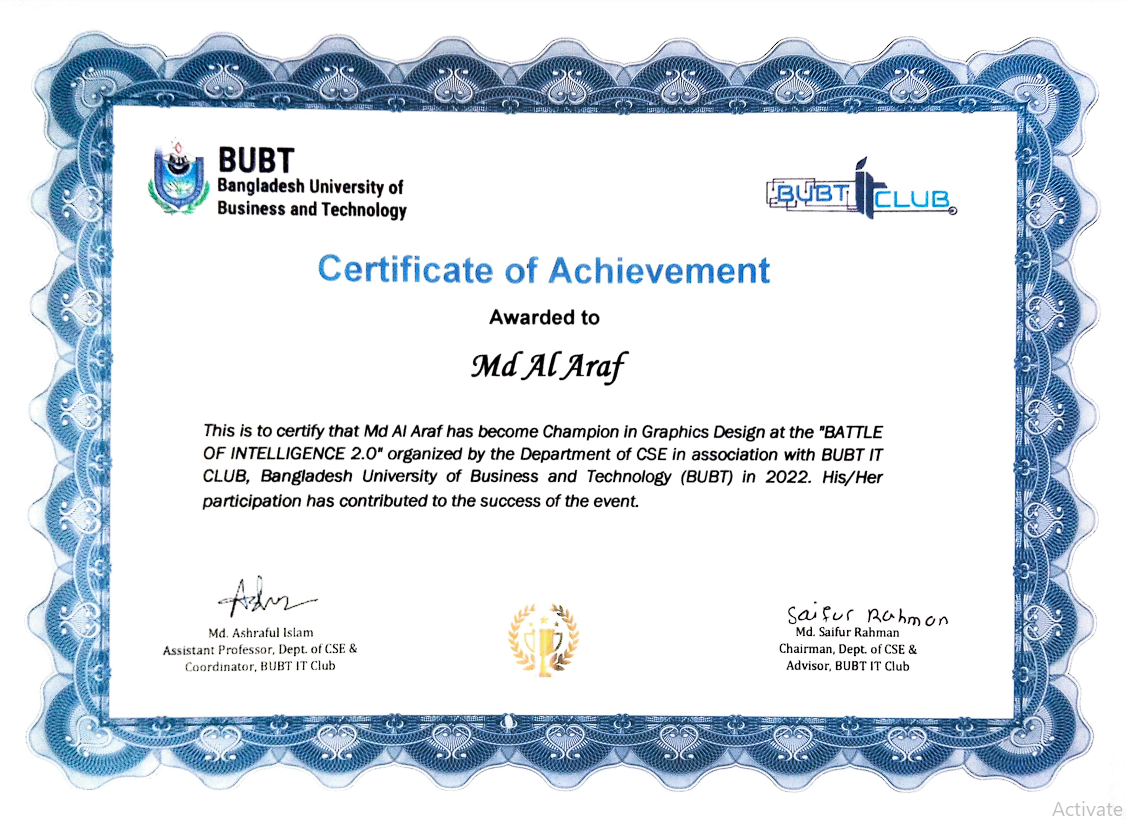 BUBT
Bangladesh University of
Business and Technology
BUBT IT CLUB
Certificate of Achievement
Awarded to
Md Al Araf
This is to certify that Md Al Araf has become Champion in Graphics Design at the "BATTLE
OF INTELLIGENCE 2.0" organized by the Department of CSE in association with BUBT IT
CLUB, Bangladesh University of Business and Technology (BUBT) in 2022. His/Her
participation has contributed to the success of the event.
Md. Ashraful Islam
Assistant Professor, Dept. of CSE &
Coordinator, BUBT IT Club
Saifur Rahman
Md. Saifur Rahman
Chairman, Dept. of CSE &
Advisor, BUBT IT Club
Activate